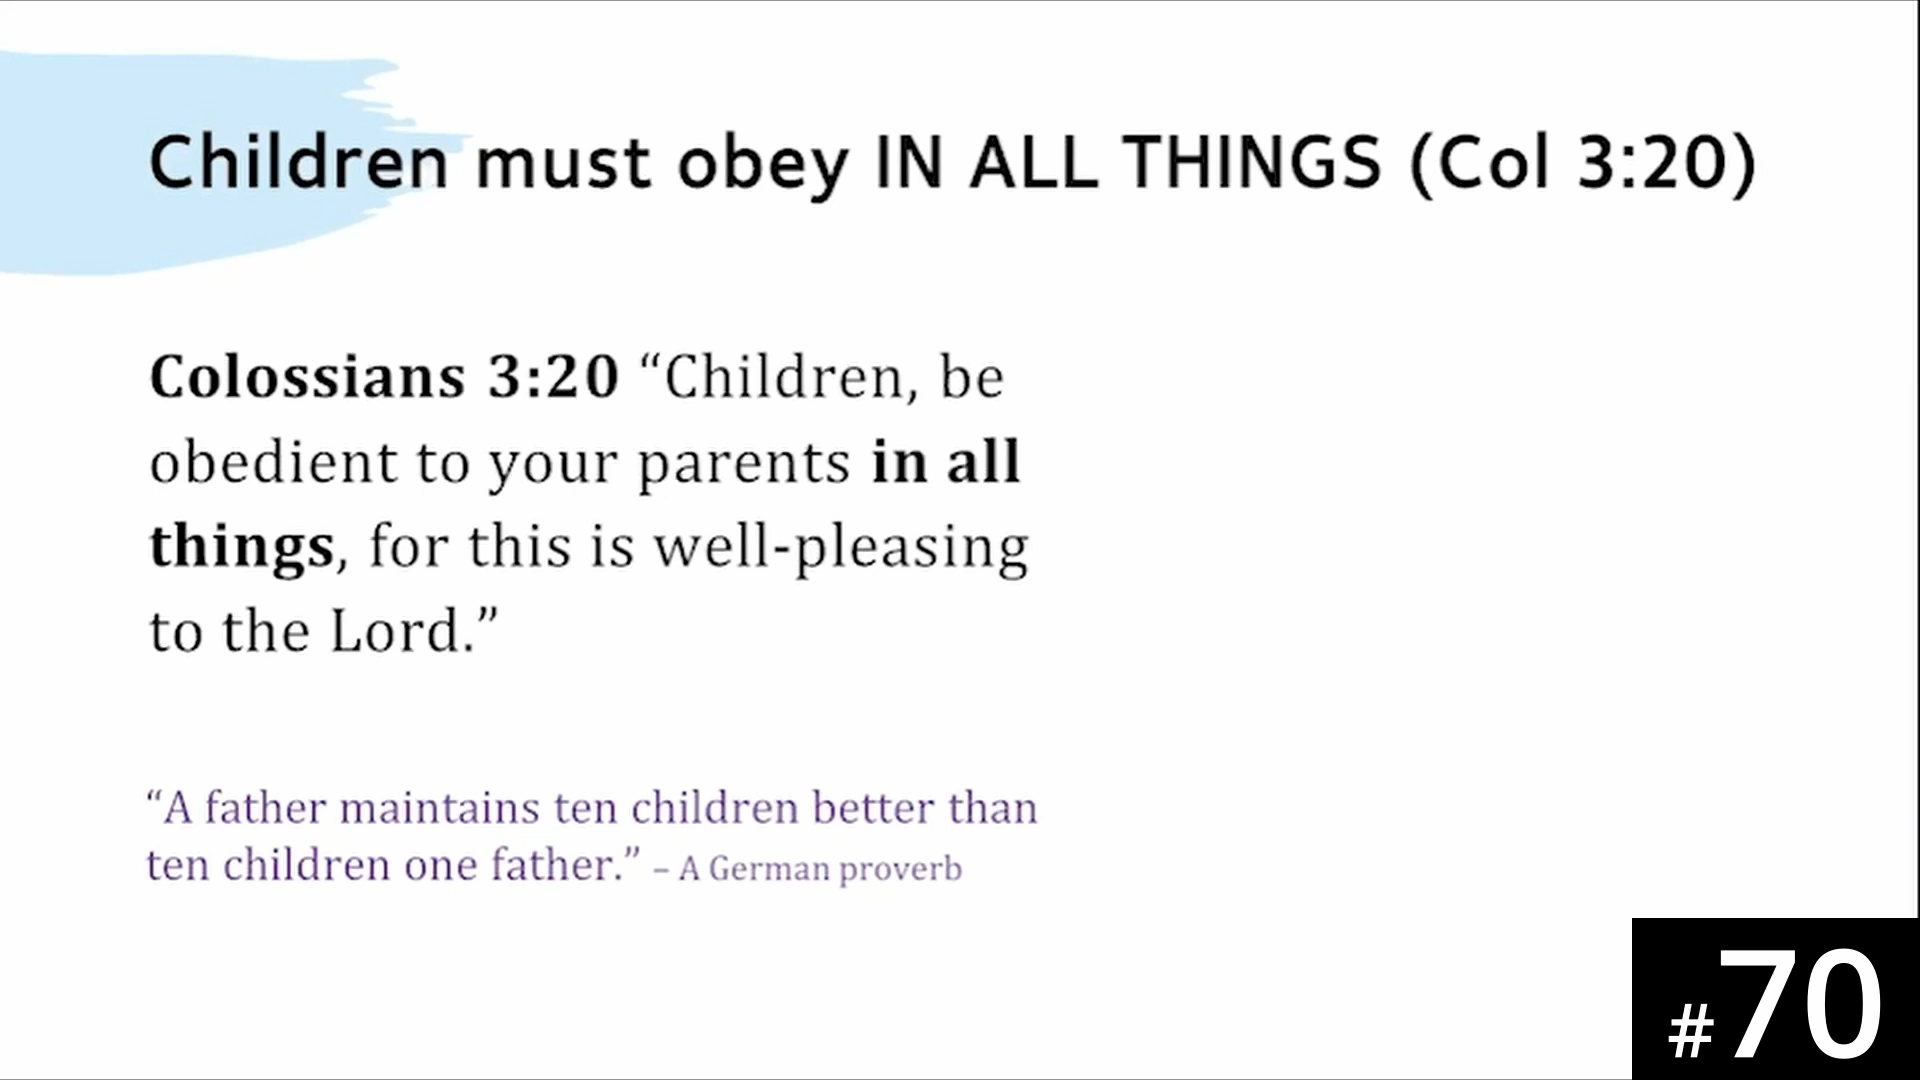 Children must obey IN ALL THINGS (Col 3:20)
Colossians 3:20 “Children, be
obedient to your parents in all
things, for this is well-pleasing
to the Lord.”
“A father maintains ten children better than
ten children one father.” – A German proverb
#70